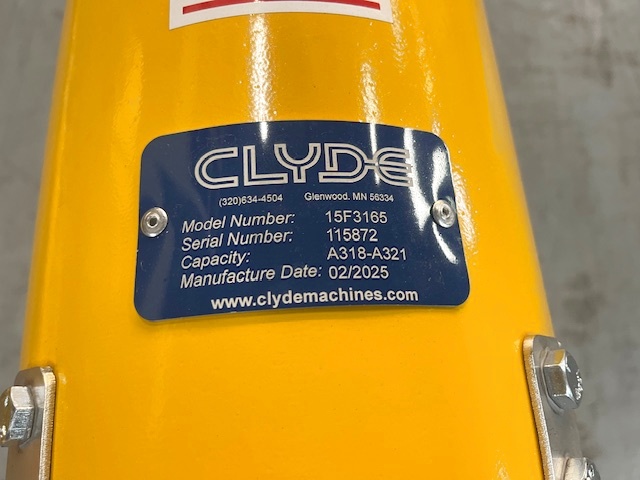 CLYDE
(320)634-4504 Glenwood, MN 56334
Model Number: 15F3165
Serial Number: 115872
Capacity: A318-A321
Manufacture Date: 02/2025
www.clydemachines.com